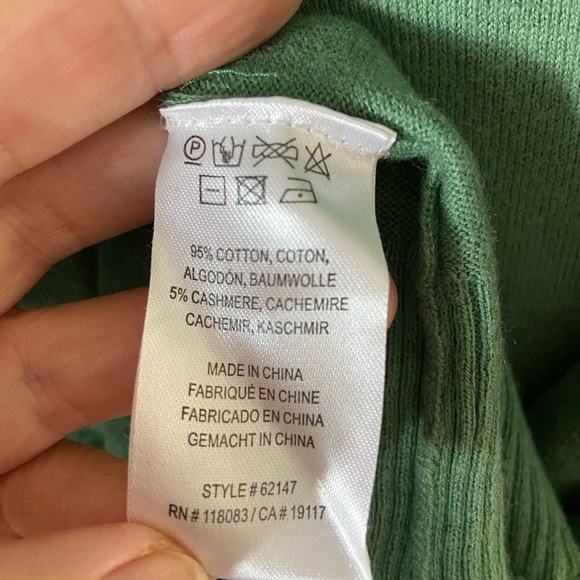 P
95% COTTON, COTON,
ALGODÓN, BAUMWOLLE
5% CASHMERE, CACHEMIRE
CACHEMIR, KASCHMIR
MADE IN CHINA
FABRIQUÉ EN CHINE
FABRICADO EN CHINA
GEMACHT IN CHINA
STYLE # 62147
RN # 118083 / CA # 19117